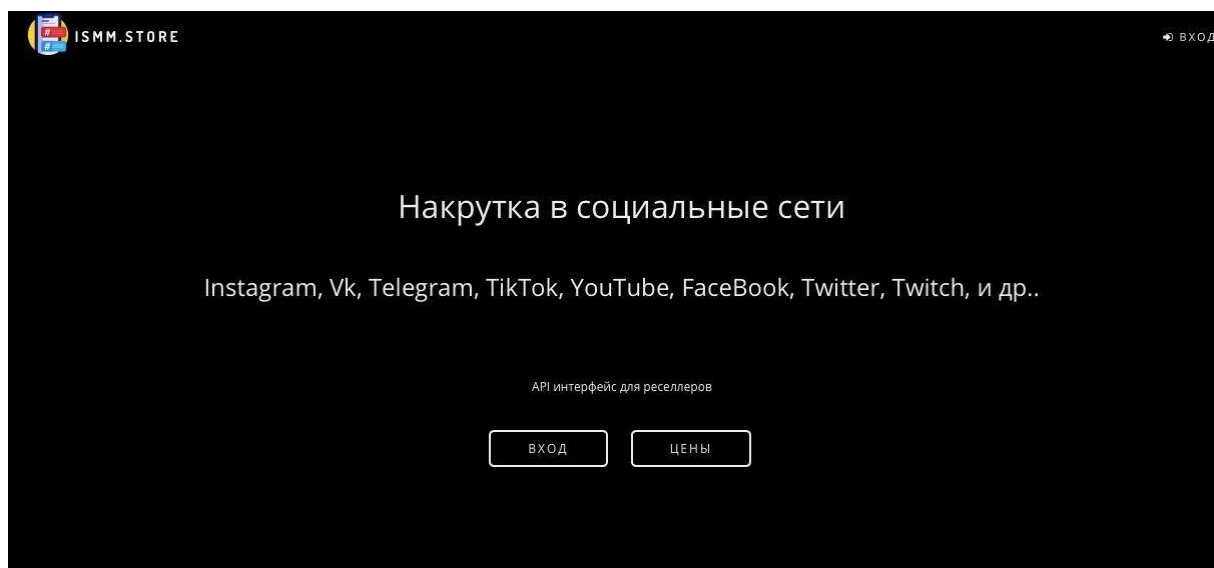 ISMM.STORE
ВХОД
Накрутка в социальные сети
Instagram, Vk, Telegram, TikTok, YouTube, FaceBook, Twitter, Twitch, и др..
API интерфейс для реселлеров
ВХОД ЦЕНЫ